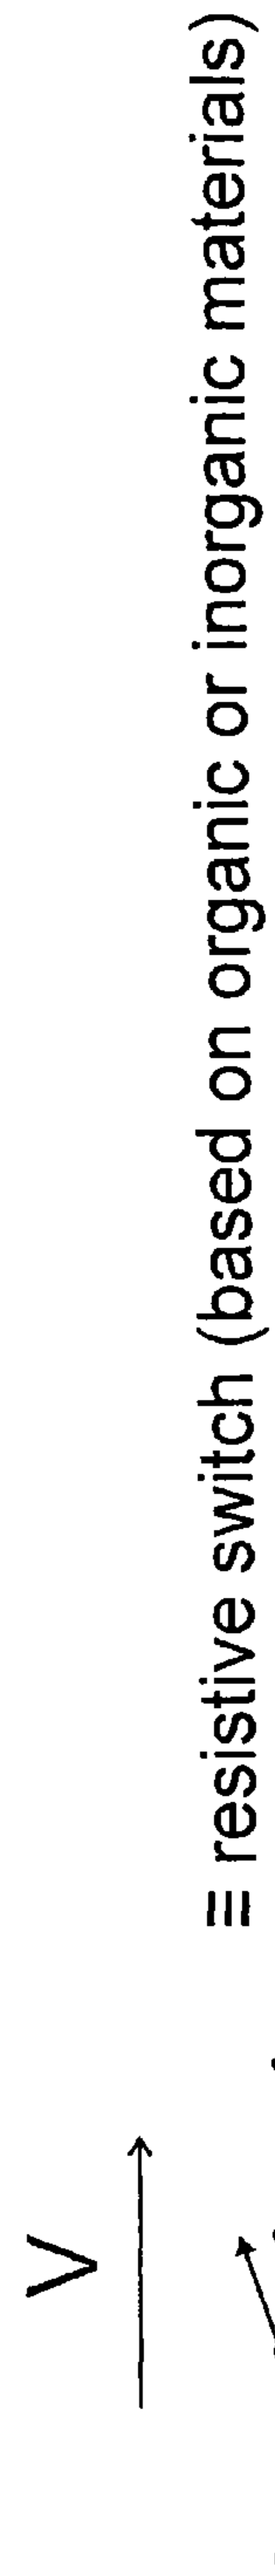 V
≡ resistive switch (based on organic or inorganic materials)